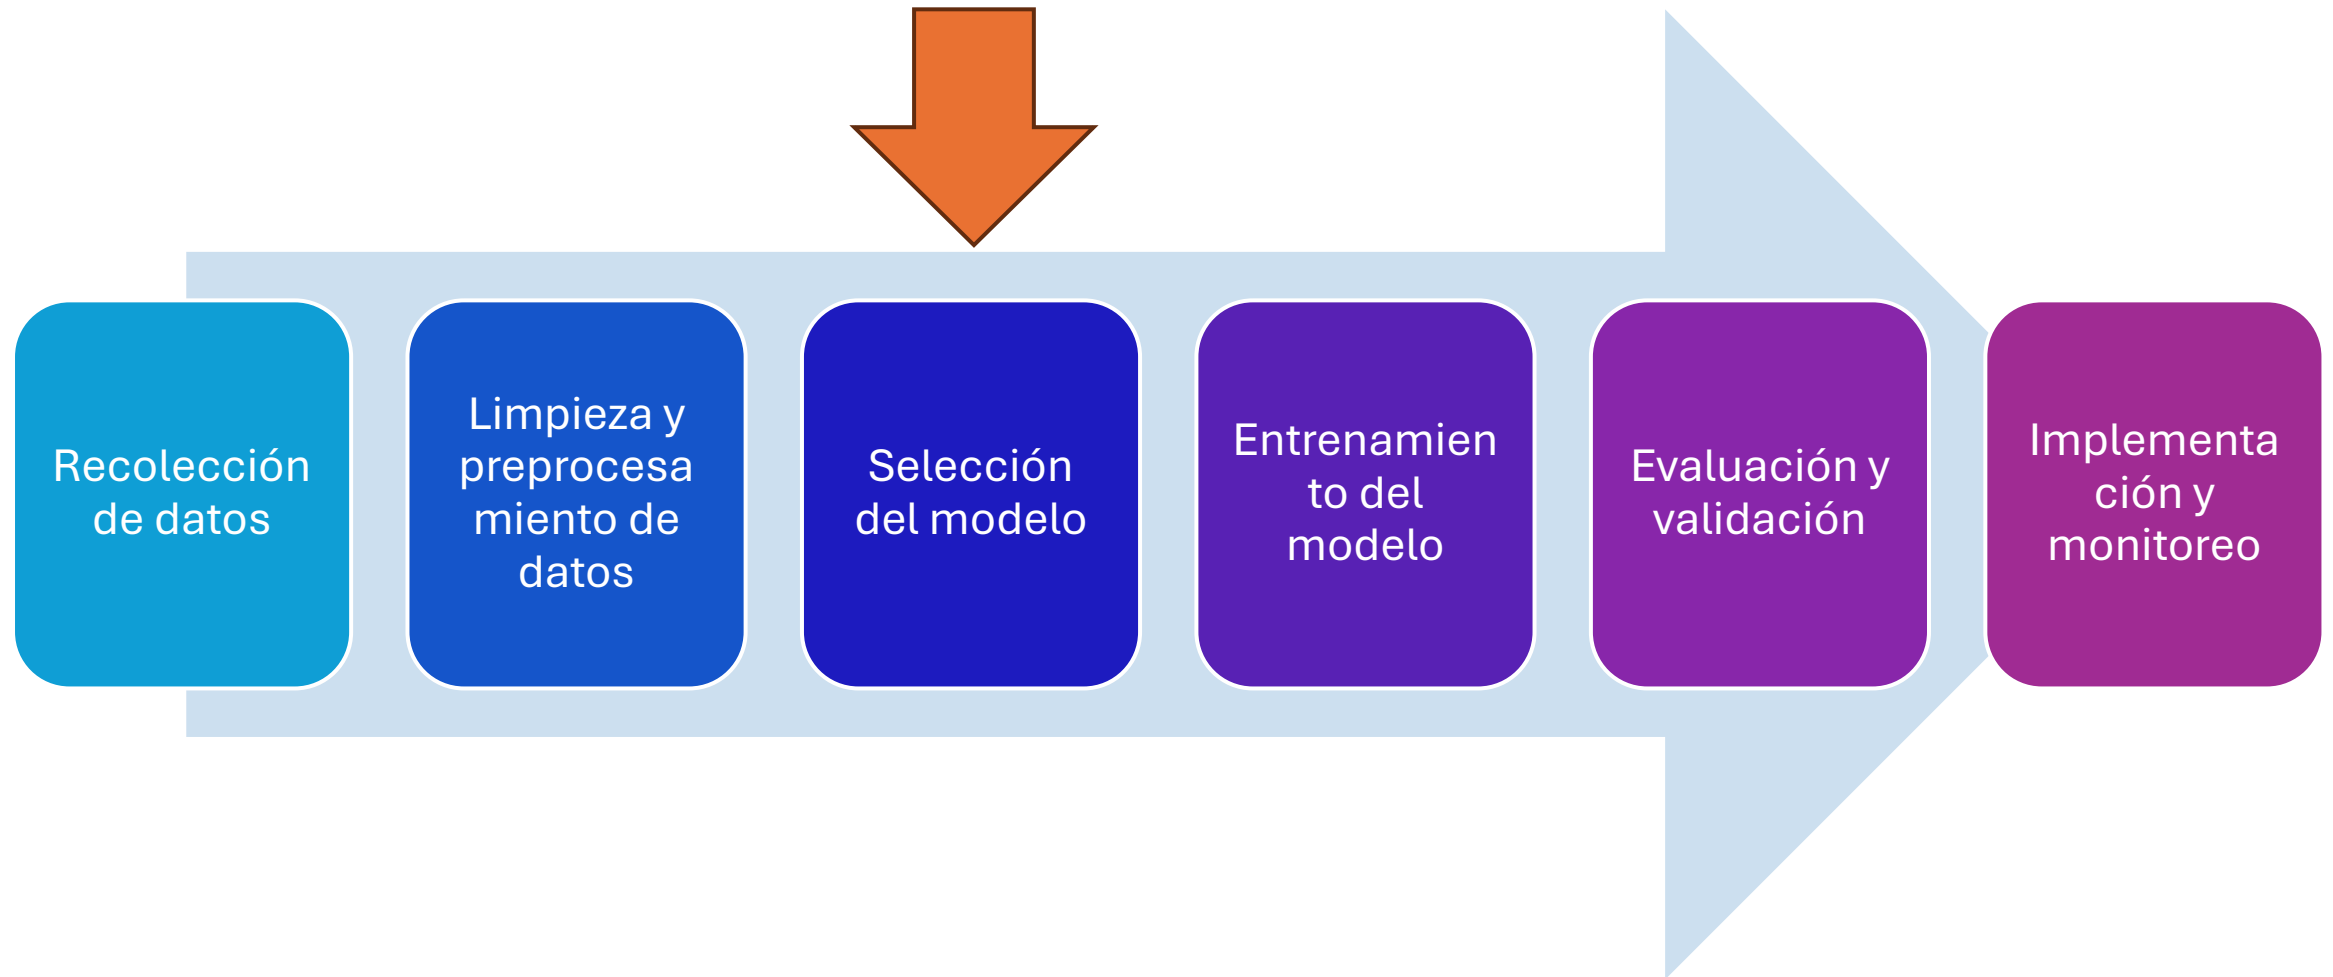 Recolección
de datos
Limpieza y
preprocesa
miento de
datos
Selección
del modelo
Entrenamien
to del
modelo
Evaluación y
validación
Implementa
ción y
monitoreo